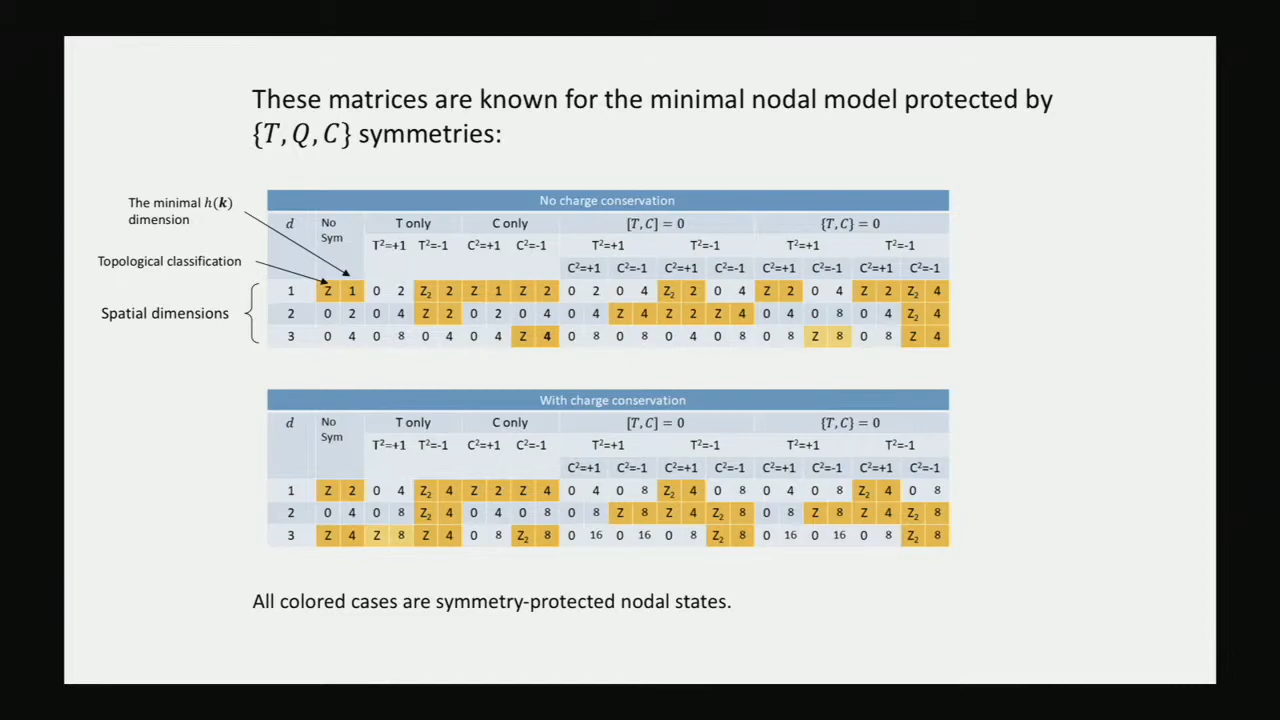 These matrices are known for the minimal nodal model protected by
{T, Q, C} symmetries:
The minimal h(k)
dimension
Topological classification
Spatial dimensions
No charge conservation
d No Sym T only C only [T, C] = 0 {T, C} = 0
T²=+1 T²=-1 C²=+1 C²=-1 T²=+1 T²=-1 T²=+1 T²=-1
C²=+1 C²=-1 C²=+1 C²=-1 C²=+1 C²=-1 C²=+1 C²=-1
1 Z 1 0 2 Z₂ 2 Z 1 Z 2 0 2 0 4 Z₂ 2 0 4 Z 2 0 4 Z 2 Z₂ 4
2 0 2 0 4 Z 2 0 2 0 4 0 4 Z 4 Z 2 Z 4 0 4 0 8 0 4 Z₂ 4
3 0 4 0 8 0 4 0 4 Z 4 0 8 0 8 0 4 0 8 0 8 Z 8 0 8 Z 4
With charge conservation
d No Sym T only C only [T, C] = 0 {T, C} = 0
T²=+1 T²=-1 C²=+1 C²=-1 T²=+1 T²=-1 T²=+1 T²=-1
C²=+1 C²=-1 C²=+1 C²=-1 C²=+1 C²=-1 C²=+1 C²=-1
1 Z 2 0 4 Z₂ 4 Z 2 Z 4 0 4 0 8 Z₂ 4 0 8 0 4 0 8 Z₂ 4 0 8
2 0 4 0 8 Z₂ 4 0 4 0 8 0 8 Z 8 Z 4 Z₂ 8 0 8 Z 8 Z 4 Z₂ 8
3 Z 4 Z 8 Z 4 0 8 Z₂ 8 0 16 0 16 0 8 Z₂ 8 0 16 0 16 0 8 Z₂ 8
All colored cases are symmetry-protected nodal states.